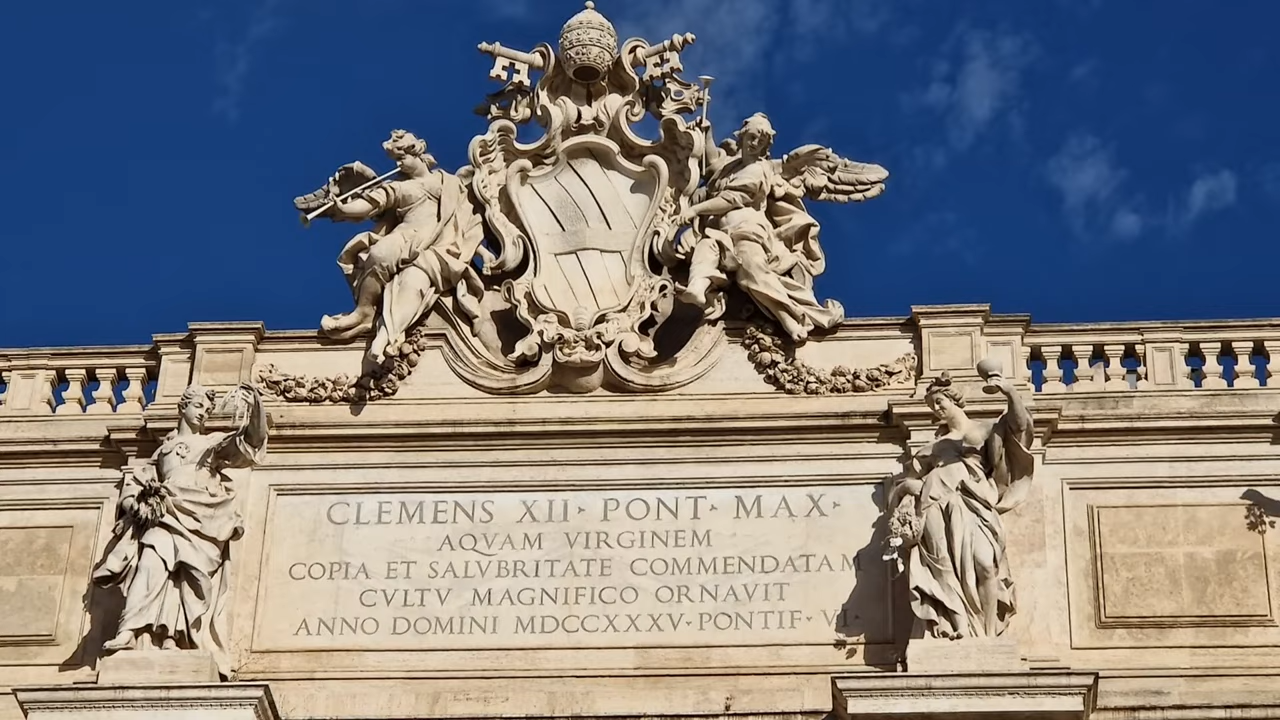 CLEMENS XII· PONT· MAX·
AQVAM VIRGINEM
COPIA ET SALVBRITATE COMMENDATAM
CVLTV MAGNIFICO ORNAVIT
ANNO DOMINI MDCCXXXV·PONTIF· VI·